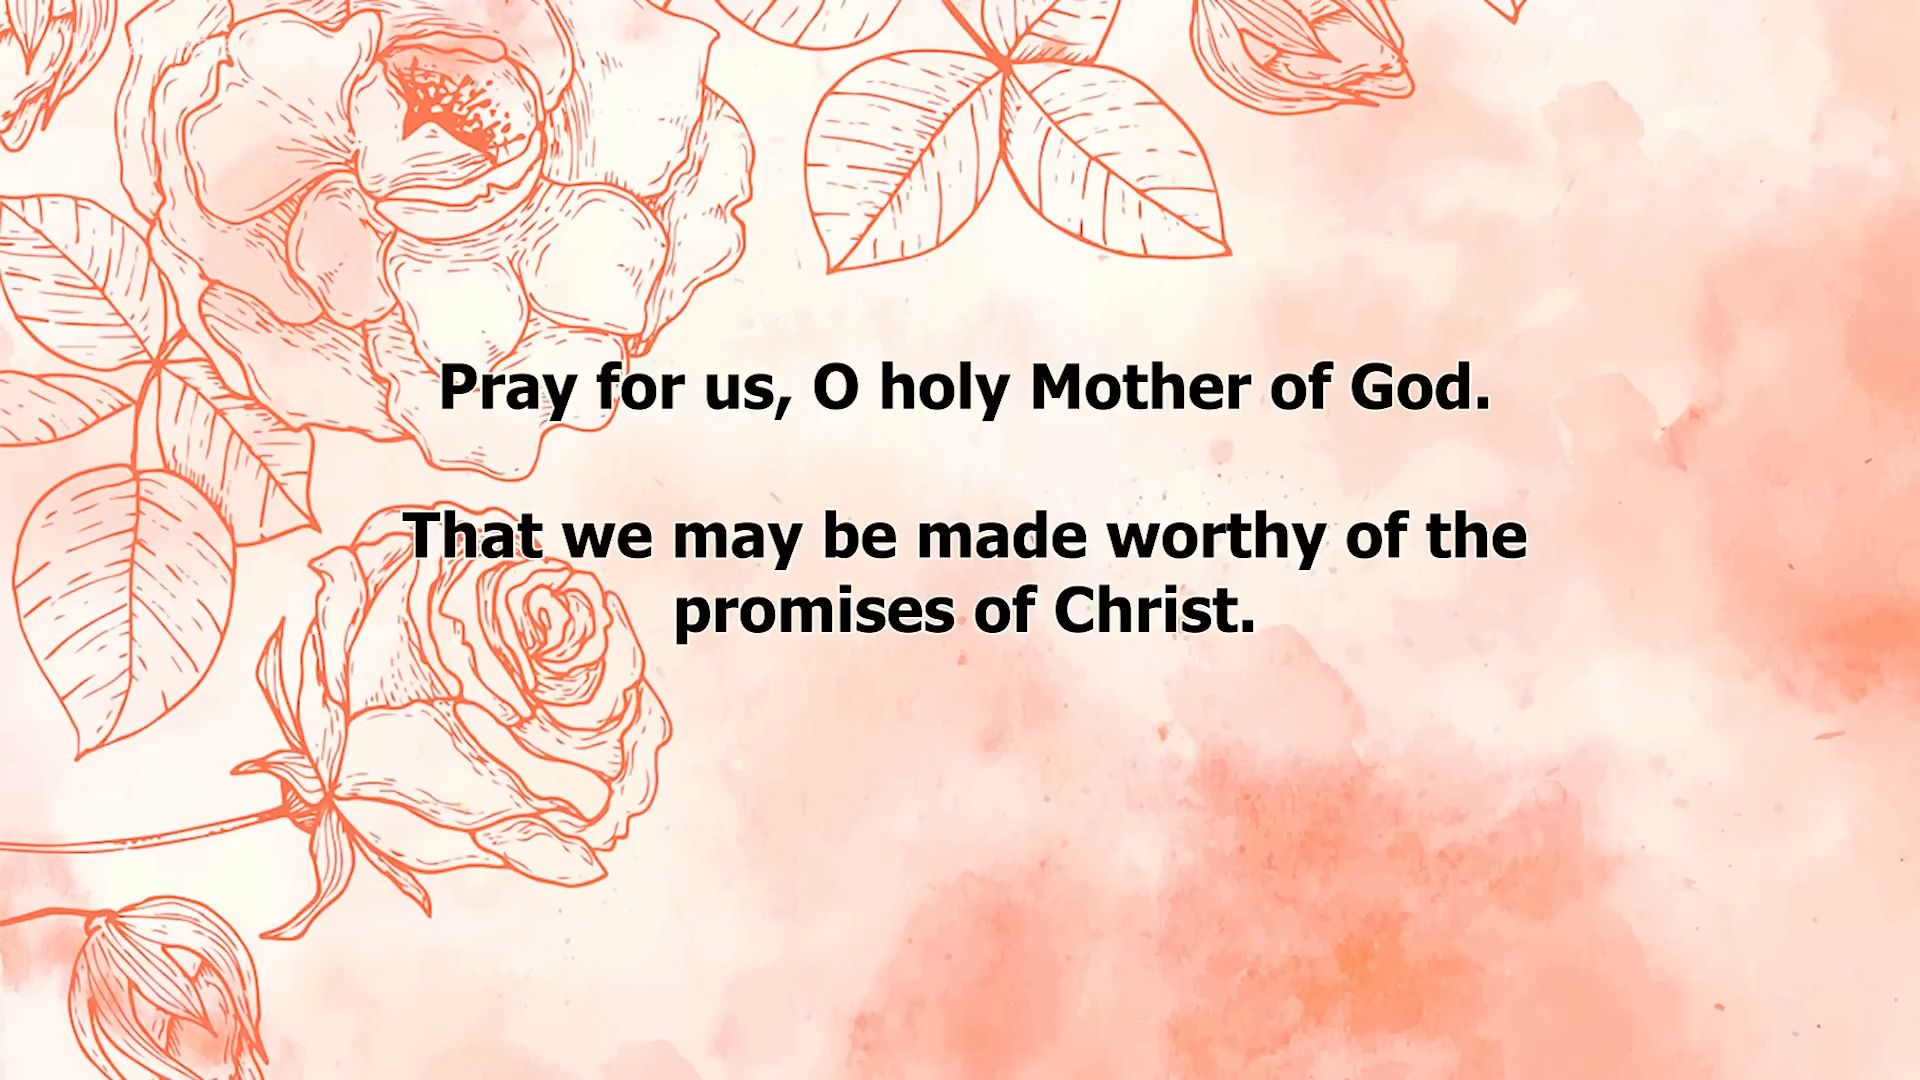 Pray for us, O holy Mother of God.
That we may be made worthy of the
promises of Christ.